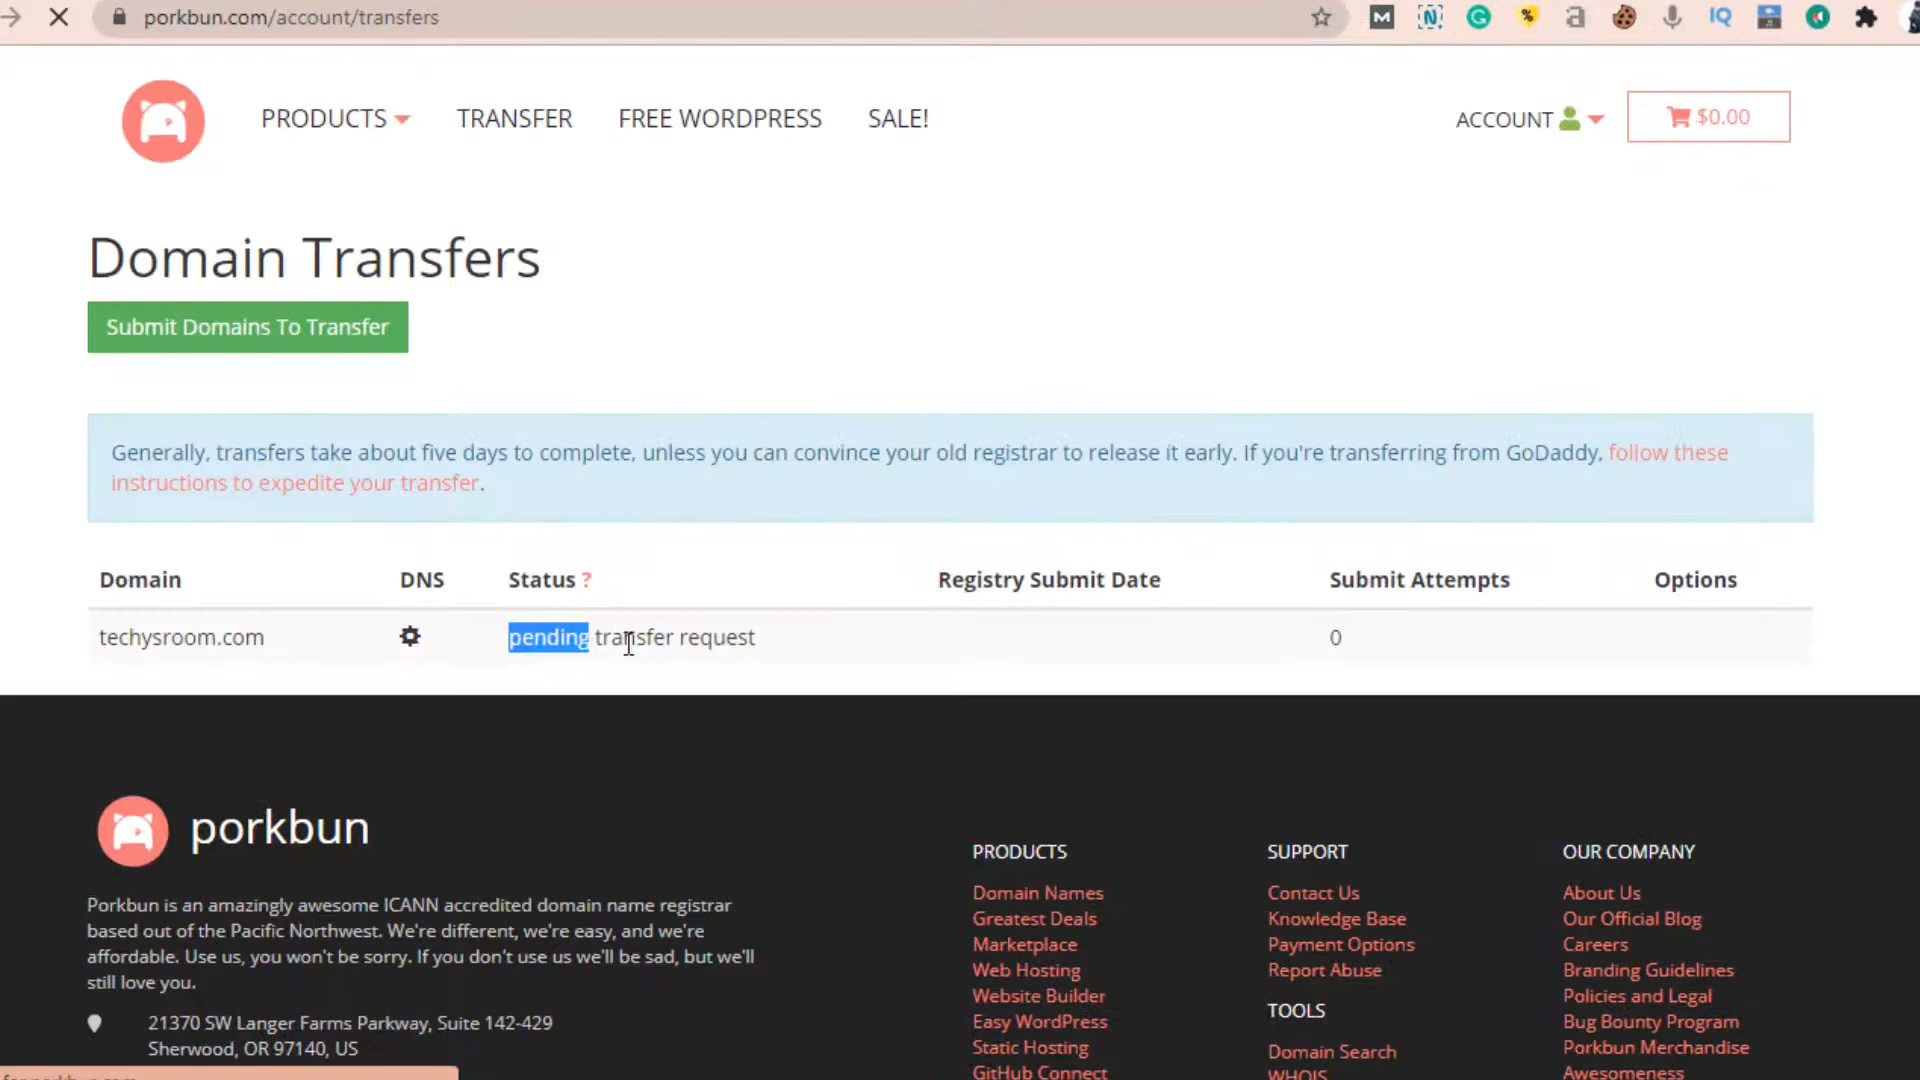 porkbun.com/account/transfers
PRODUCTS
TRANSFER
FREE WORDPRESS
SALE!
ACCOUNT
$0.00
Domain Transfers
Submit Domains To Transfer
Generally, transfers take about five days to complete, unless you can convince your old registrar to release it early. If you're transferring from GoDaddy, follow these
instructions to expedite your transfer.
Domain DNS Status ? Registry Submit Date Submit Attempts Options
techysroom.com pending transfer request 0
porkbun
Porkbun is an amazingly awesome ICANN accredited domain name registrar
based out of the Pacific Northwest. We're different, we're easy, and we're
affordable. Use us, you won't be sorry. If you don't use us we'll be sad, but we'll
still love you.
21370 SW Langer Farms Parkway, Suite 142-429
Sherwood, OR 97140, US
PRODUCTS
Domain Names
Greatest Deals
Marketplace
Web Hosting
Website Builder
Easy WordPress
Static Hosting
GitHub Connect
SUPPORT
Contact Us
Knowledge Base
Payment Options
Report Abuse
TOOLS
Domain Search
WHOIS
OUR COMPANY
About Us
Our Official Blog
Careers
Branding Guidelines
Policies and Legal
Bug Bounty Program
Porkbun Merchandise
Awesomeness